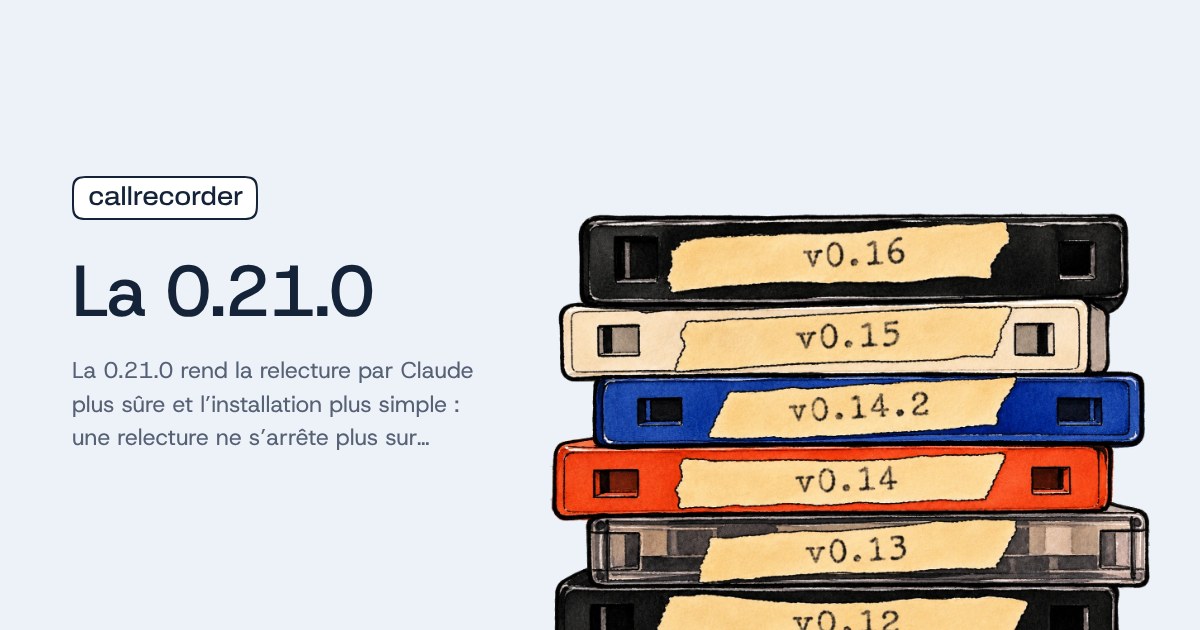 callrecorder
La 0.21.0
La 0.21.0 rend la relecture par Claude
plus sûre et l’installation plus simple :
une relecture ne s’arrête plus sur…
v0.16
v0.15
v0.14.2
v0.14
v0.13
v0.12